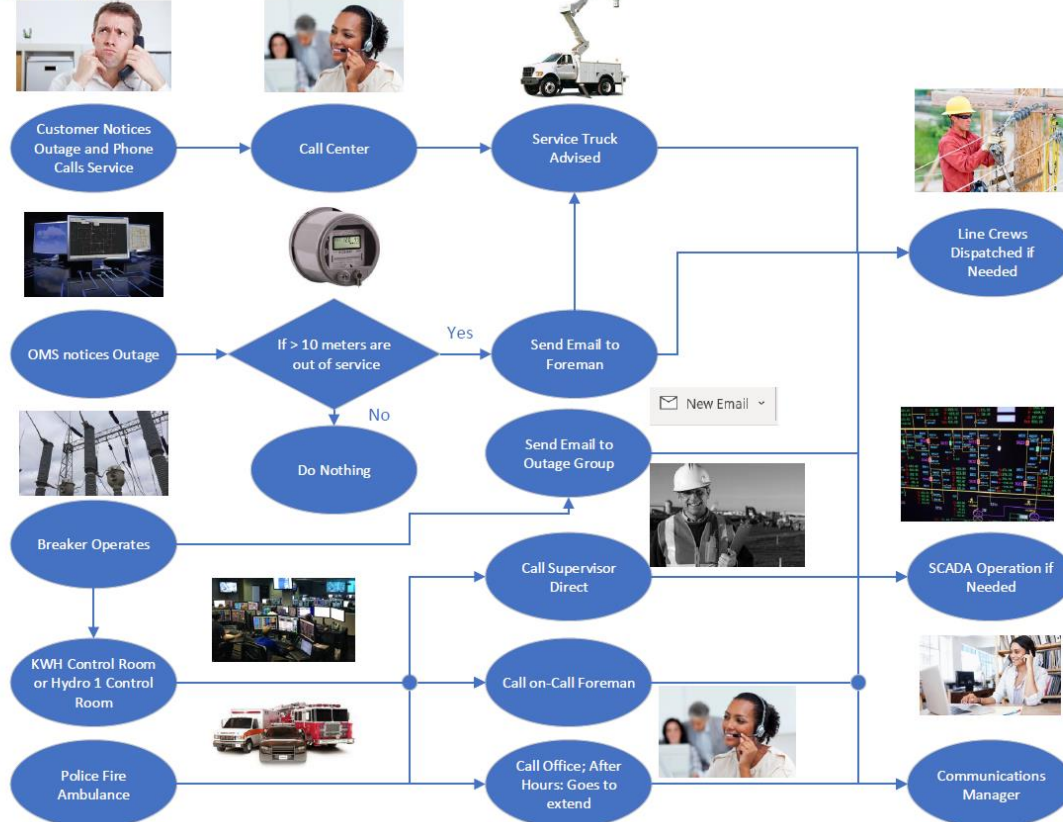 Customer Notices
Outage and Phone
Calls Service
Call Center
Service Truck
Advised
Line Crews
Dispatched if
Needed
OMS notices Outage
If > 10 meters are
out of service
Yes
Send Email to
Foreman
No
New Email
Do Nothing
Send Email to
Outage Group
Breaker Operates
Call Supervisor
Direct
SCADA Operation if
Needed
KWH Control Room
or Hydro 1 Control
Room
Call on-Call Foreman
Police Fire
Ambulance
Call Office; After
Hours: Goes to
extend
Communications
Manager